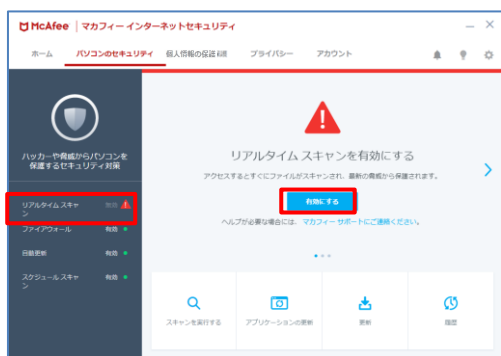 McAfee | マカフィー インターネットセキュリティ
ホーム パソコンのセキュリティ 個人情報の保護 プライバシー アカウント
ハッカーや脅威からパソコンを
保護するセキュリティ対策
リアルタイム スキャ
ン
無効
ファイアウォール 有効
自動更新 有効
スケジュール スキャ
ン
有効
リアルタイム スキャンを有効にする
アクセスするとすぐにファイルがスキャンされ、最新の脅威から保護されます。
有効にする
ヘルプが必要な場合には、マカフィー サポートにご連絡ください。
スキャンを実行する アプリケーションの更新 更新 履歴